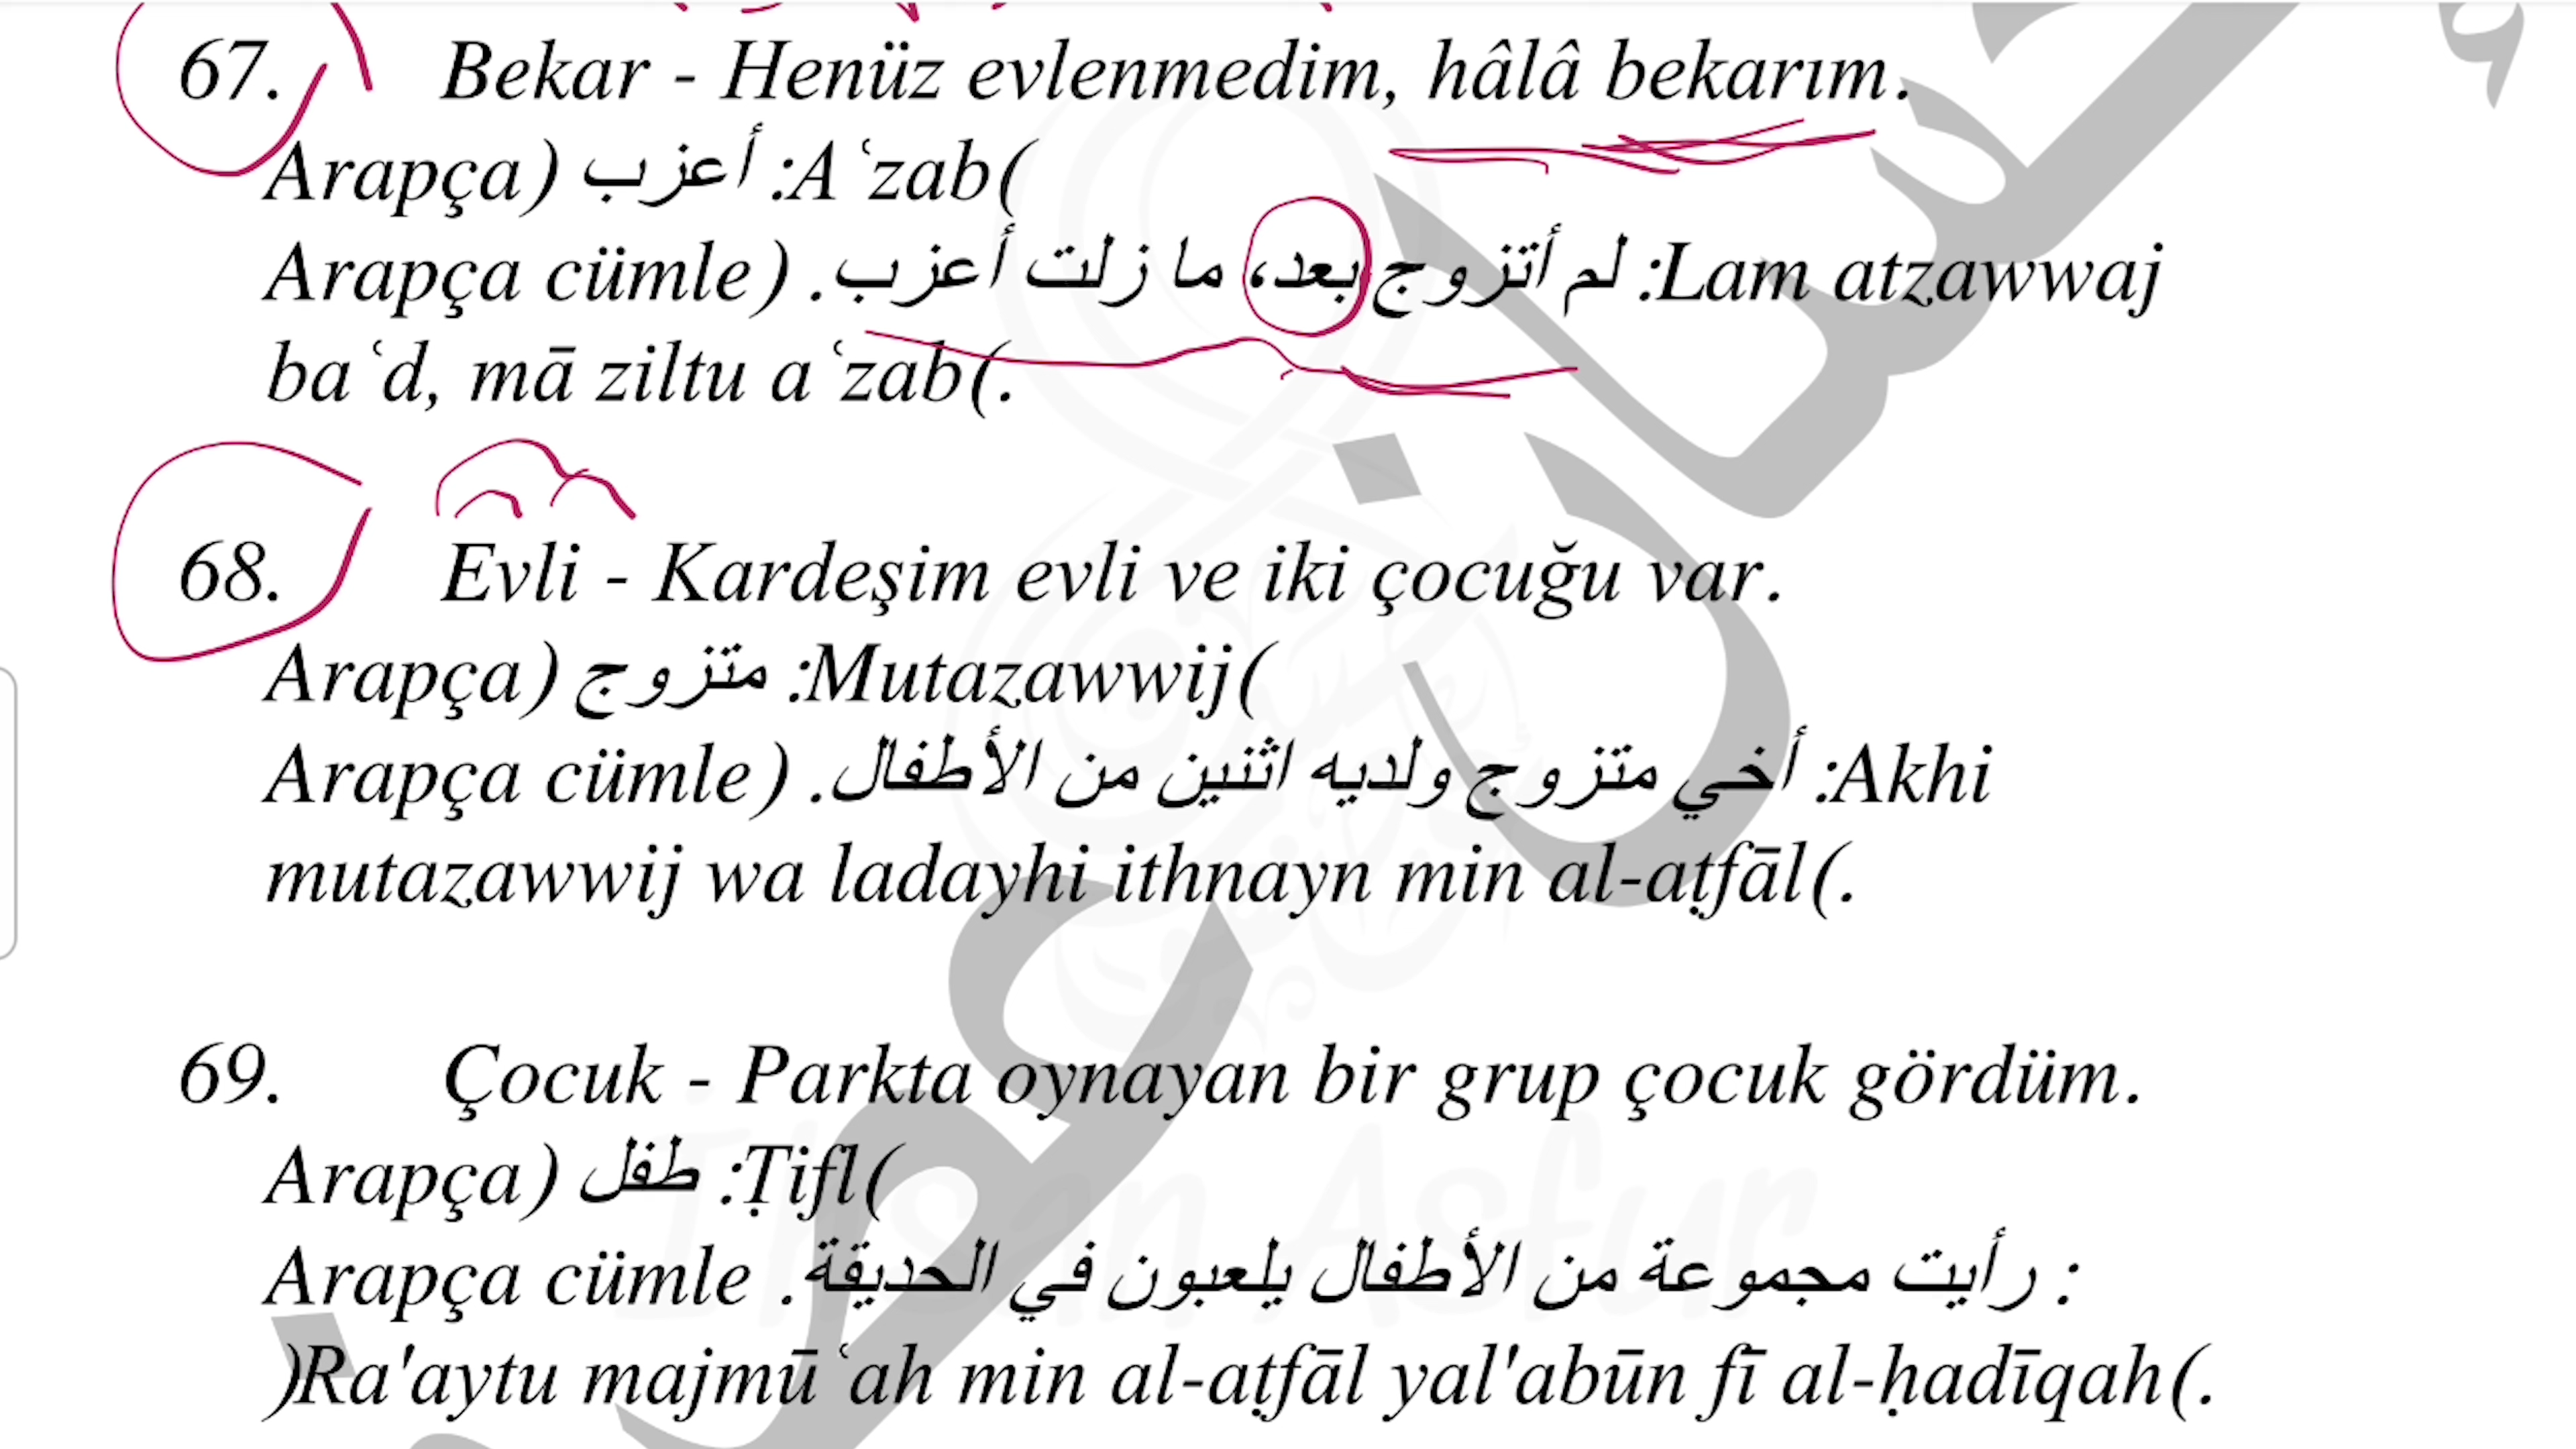 67. Bekar - Henüz evlenmedim, hâlâ bekarım.
Arapça) أعزب :Aʿzab(
Arapça cümle) لم أتزوج بعد، ما زلت أعزب. :Lam atzawwaj
baʿd, mā ziltu aʿzab(.
68. Evli - Kardeşim evli ve iki çocuğu var.
Arapça) متزوج :Mutazawwij(
Arapça cümle) أخي متزوج ولديه اثنين من الأطفال. :Akhi
mutazawwij wa ladayhi ithnayn min al-aṭfāl(.
69. Çocuk - Parkta oynayan bir grup çocuk gördüm.
Arapça) طفل :Ṭifl(
Arapça cümle . رأيت مجموعة من الأطفال يلعبون في الحديقة :
)Ra'aytu majmūʿah min al-aṭfāl yal'abūn fī al-ḥadīqah(.
Ihsan Asfur